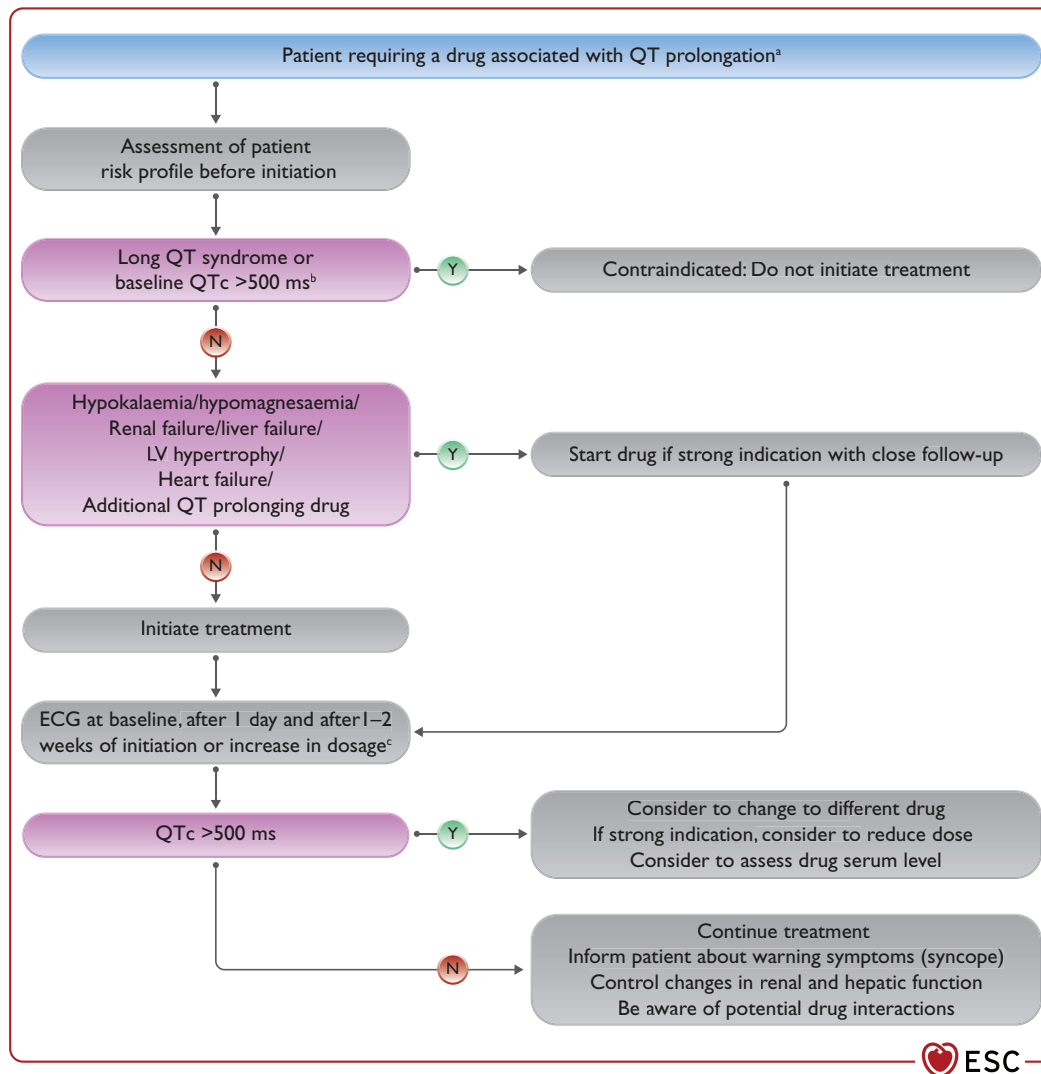 Patient requiring a drug associated with QT prolongationᵃ
Assessment of patient
risk profile before initiation
Long QT syndrome or
baseline QTc >500 msᵇ
Y
Contraindicated: Do not initiate treatment
N
Hypokalaemia/hypomagnesaemia/
Renal failure/liver failure/
LV hypertrophy/
Heart failure/
Additional QT prolonging drug
Y
Start drug if strong indication with close follow-up
N
Initiate treatment
ECG at baseline, after 1 day and after1–2
weeks of initiation or increase in dosageᶜ
QTc >500 ms
Y
Consider to change to different drug
If strong indication, consider to reduce dose
Consider to assess drug serum level
N
Continue treatment
Inform patient about warning symptoms (syncope)
Control changes in renal and hepatic function
Be aware of potential drug interactions
ESC